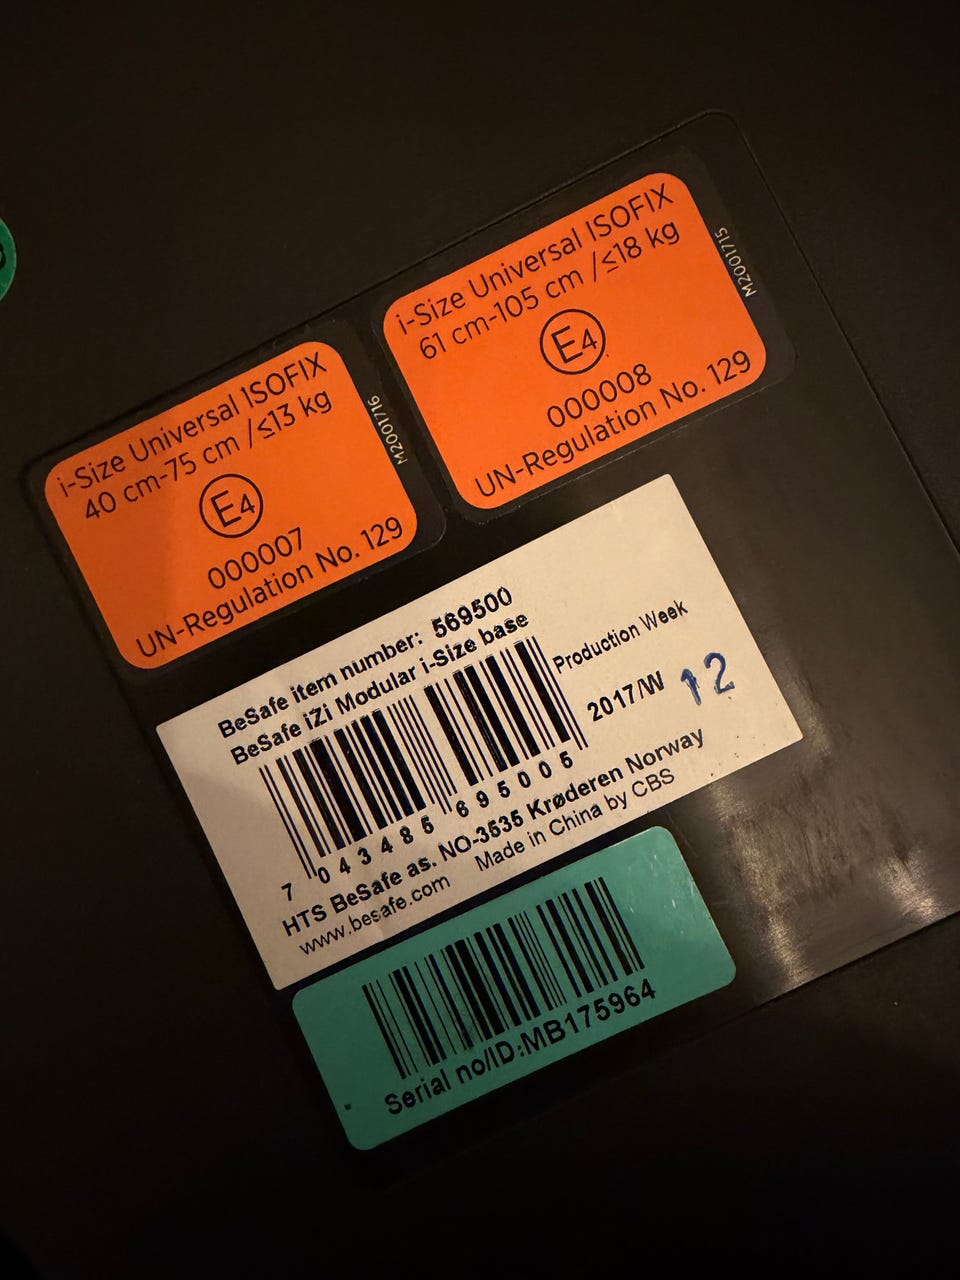 i-Size Universal ISOFIX
61 cm-105 cm /≤18 kg
E4
000008
UN-Regulation No. 129
M2001715
i-Size Universal ISOFIX
40 cm-75 cm /≤13 kg
E4
000007
UN-Regulation No. 129
M2001716
BeSafe item number: 569500
BeSafe iZi Modular i-Size base
Production Week
2017/W 12
7 043485 695005
HTS BeSafe as. NO-3535 Krøderen Norway
www.besafe.com Made in China by CBS
Serial no/ID:MB175964